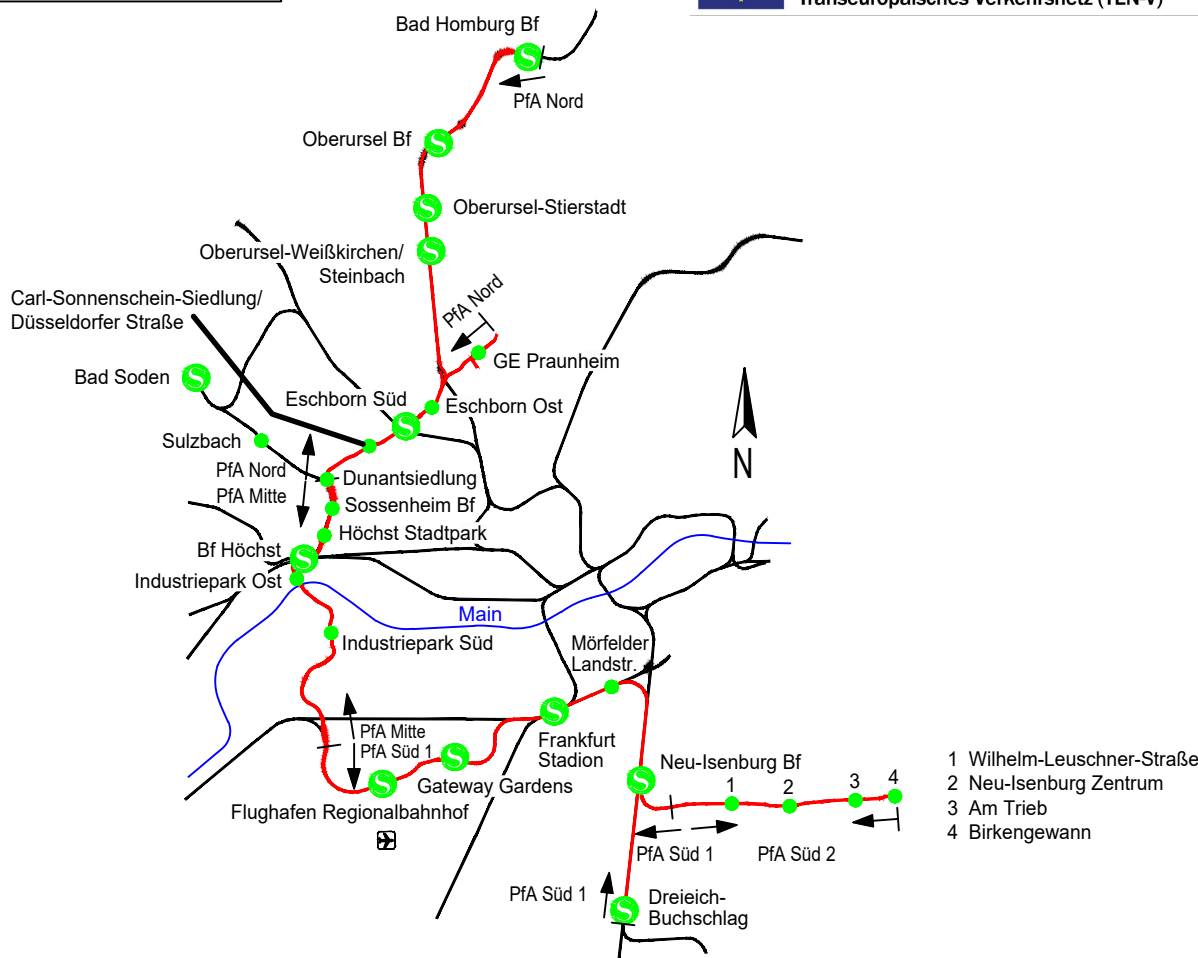 Transeuropäisches Verkehrsnetz (TEN-V)
Bad Homburg Bf
PfA Nord
Oberursel Bf
Oberursel-Stierstadt
Oberursel-Weißkirchen/
Steinbach
PfA Nord
Carl-Sonnenschein-Siedlung/
Düsseldorfer Straße
GE Praunheim
Bad Soden
Eschborn Süd
Eschborn Ost
Sulzbach
PfA Nord
PfA Mitte
Dunantsiedlung
N
Sossenheim Bf
Höchst Stadtpark
Bf Höchst
Industriepark Ost
Main
Industriepark Süd
Mörfelder
Landstr.
PfA Mitte
PfA Süd 1
Frankfurt
Stadion
Gateway Gardens
Flughafen Regionalbahnhof
Neu-Isenburg Bf
1
2
3
4
PfA Süd 1
PfA Süd 2
1 Wilhelm-Leuschner-Straße
2 Neu-Isenburg Zentrum
3 Am Trieb
4 Birkengewann
PfA Süd 1
Dreieich-
Buchschlag